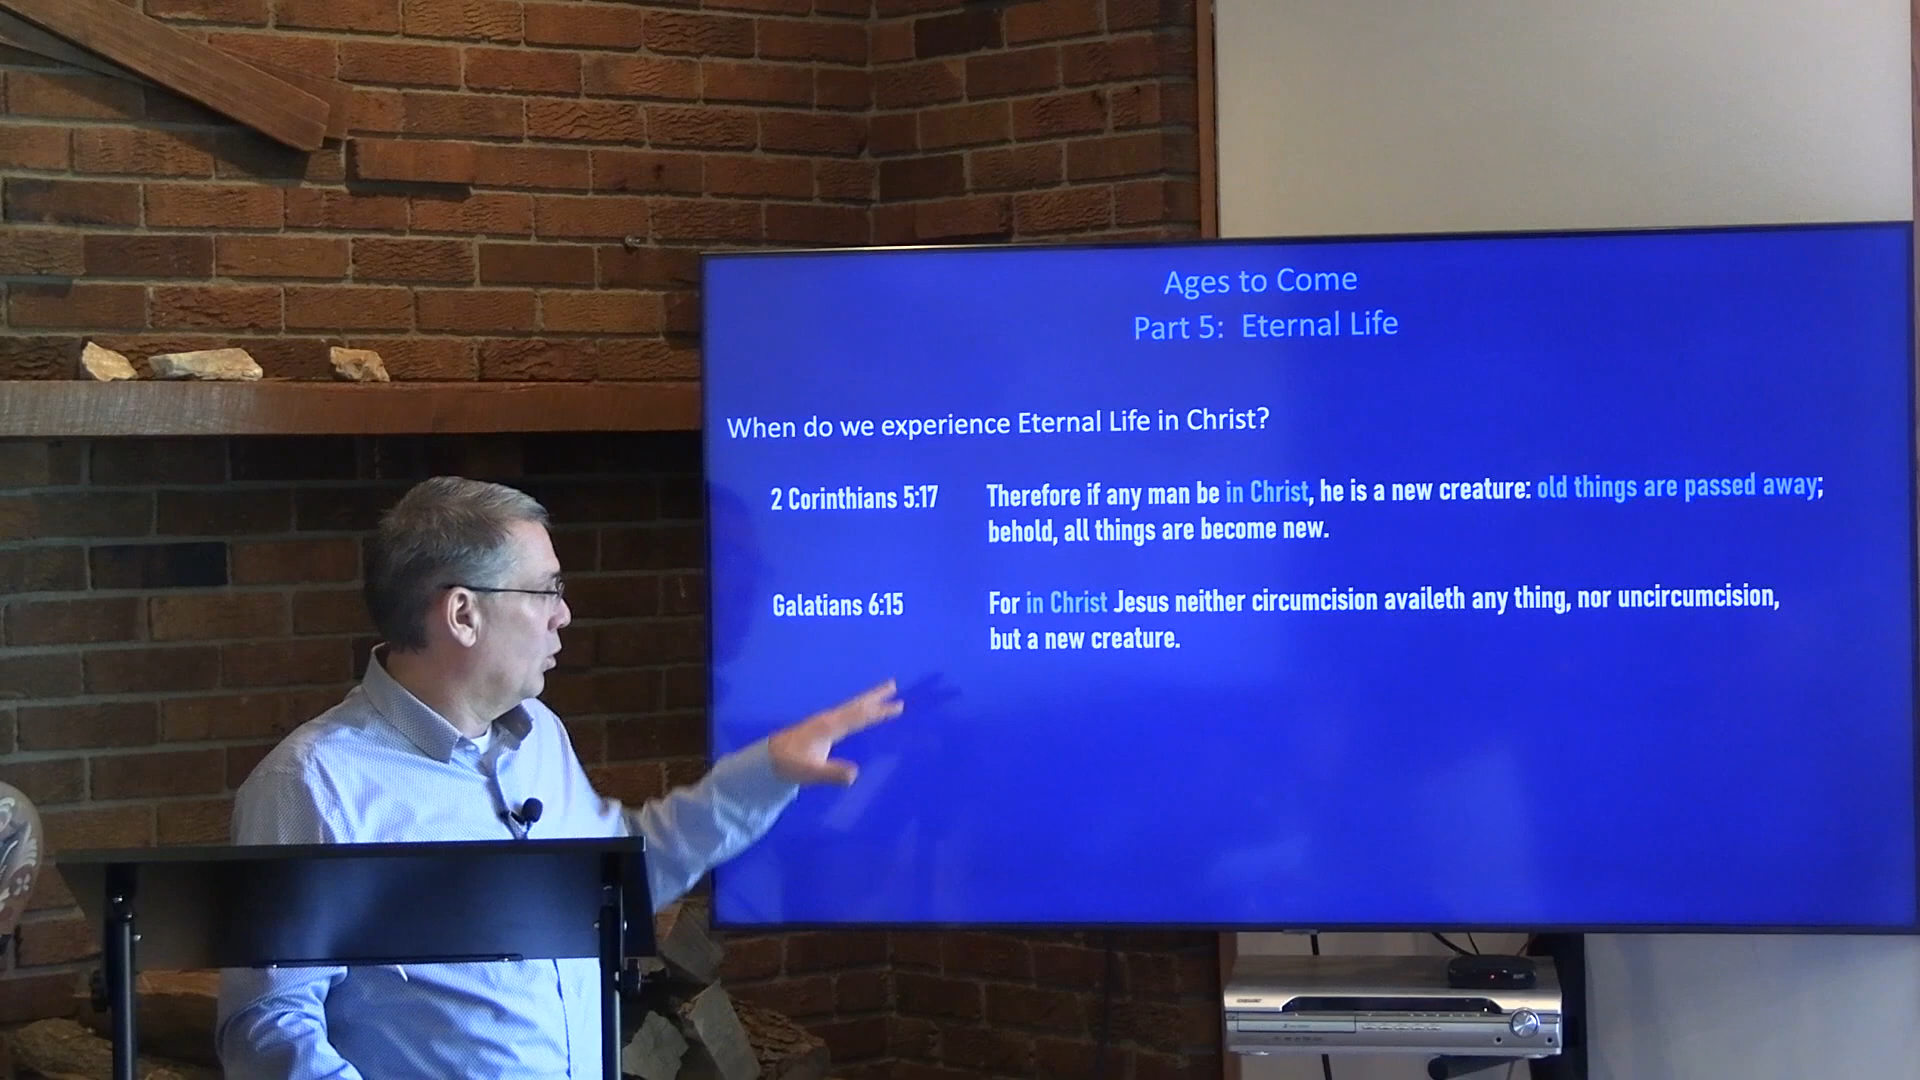 Ages to Come
Part 5: Eternal Life
When do we experience Eternal Life in Christ?
2 Corinthians 5:17 Therefore if any man be in Christ, he is a new creature: old things are passed away;
behold, all things are become new.
Galatians 6:15 For in Christ Jesus neither circumcision availeth any thing, nor uncircumcision,
but a new creature.